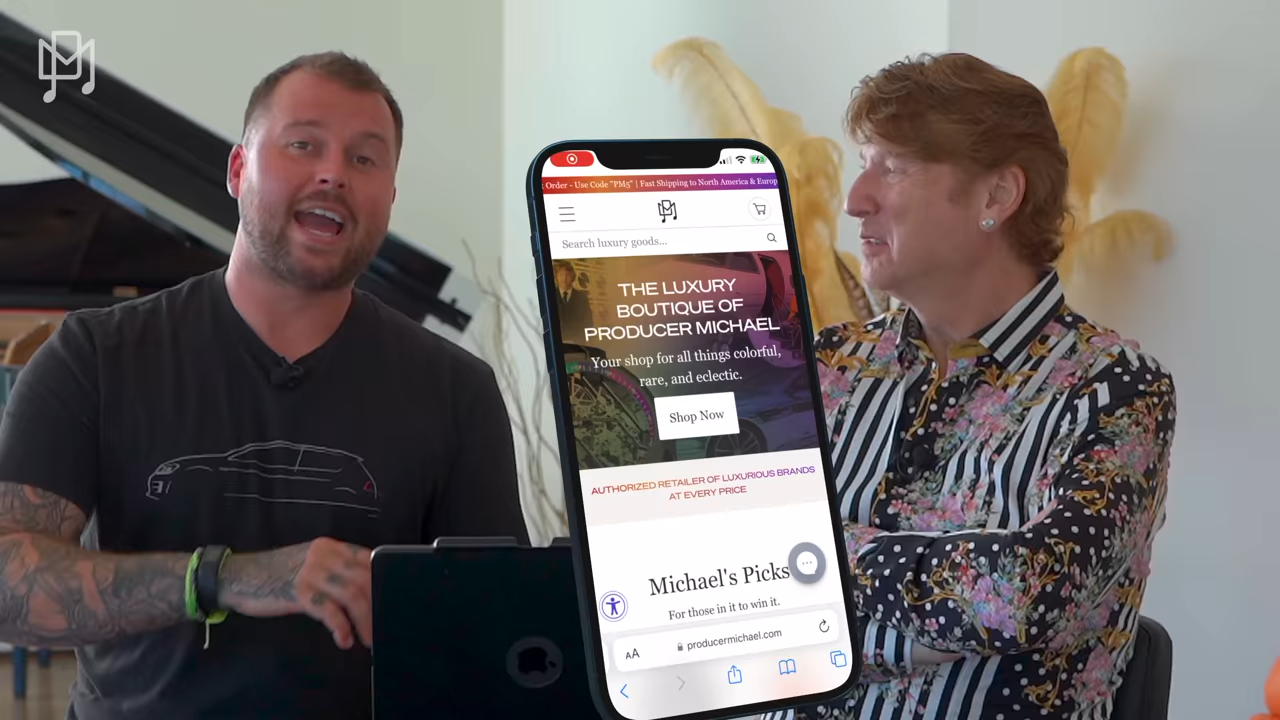 : Order - Use Code "PM5" | Fast Shipping to North America & Europ
Search luxury goods...
THE LUXURY
BOUTIQUE OF
PRODUCER MICHAEL
Your shop for all things colorful,
rare, and eclectic.
Shop Now
AUTHORIZED RETAILER OF LUXURIOUS BRANDS
AT EVERY PRICE
Michael's Picks
For those in it to win it.
AA
producermichael.com